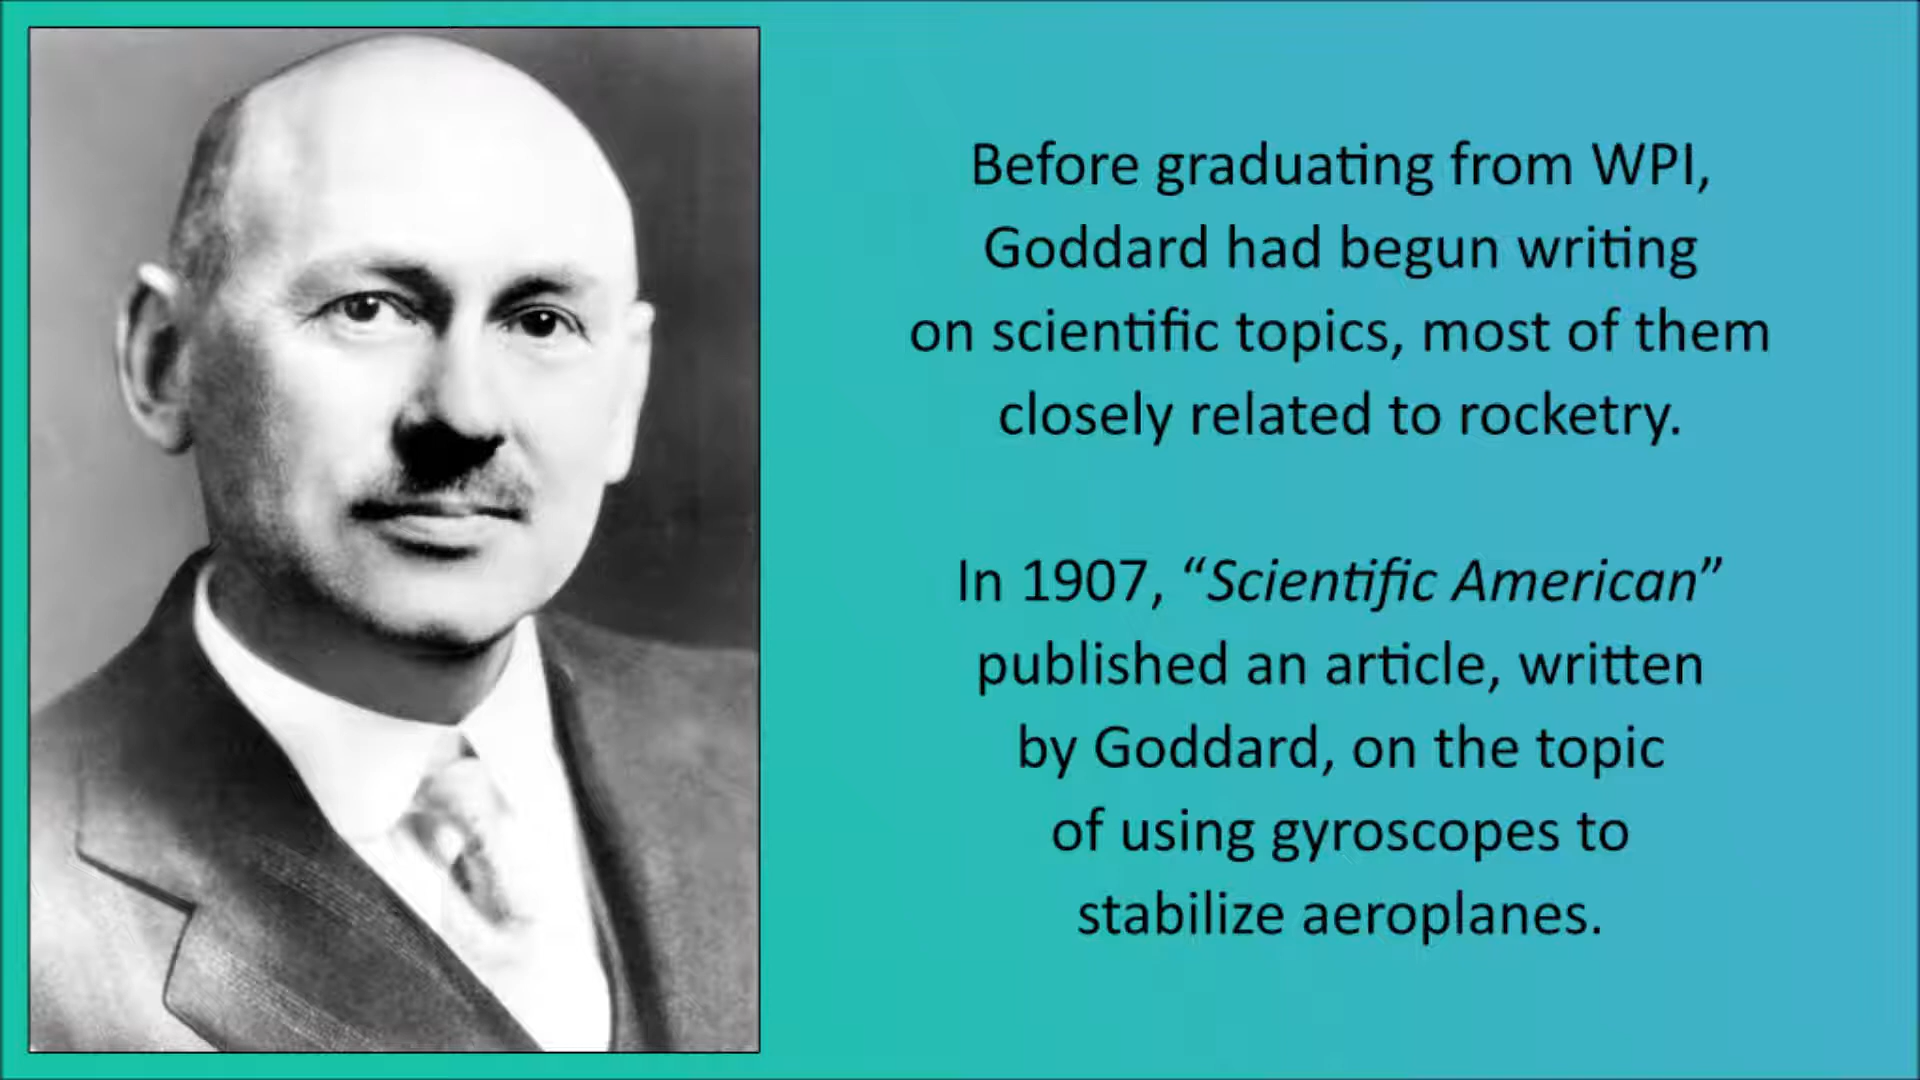 Before graduating from WPI,
Goddard had begun writing
on scientific topics, most of them
closely related to rocketry.
In 1907, “Scientific American”
published an article, written
by Goddard, on the topic
of using gyroscopes to
stabilize aeroplanes.